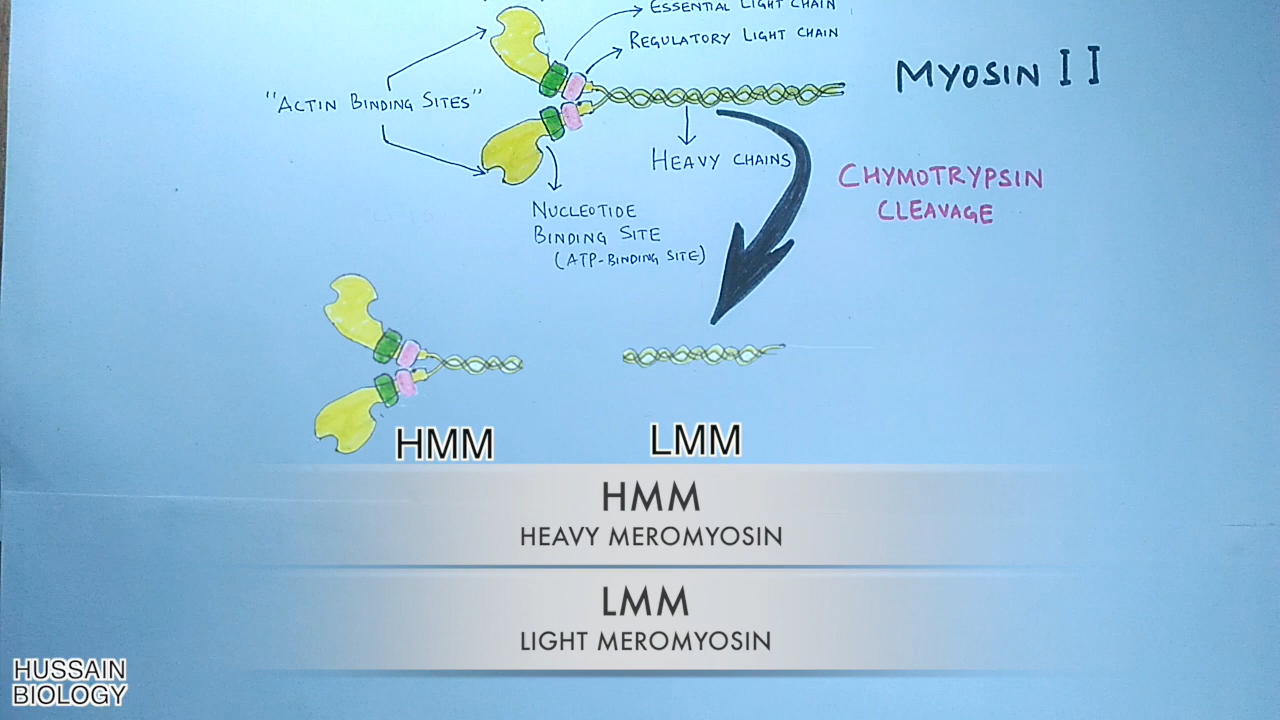 ESSENTIAL LIGHT CHAIN
REGULATORY LIGHT CHAIN
MYOSIN II
"ACTIN BINDING SITES"
HEAVY CHAINS
CHYMOTRYPSIN
CLEAVAGE
NUCLEOTIDE
BINDING SITE
(ATP-BINDING SITE)
HMM
LMM
HMM
HEAVY MEROMYOSIN
LMM
LIGHT MEROMYOSIN
HUSSAIN
BIOLOGY